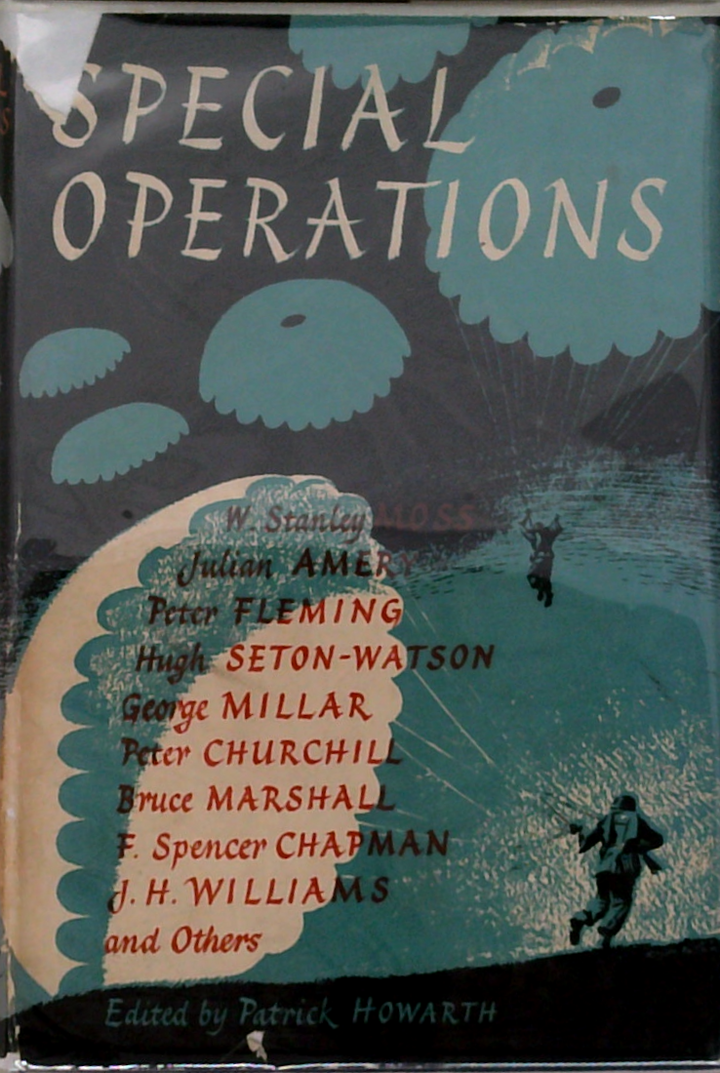 SPECIAL
OPERATIONS
W. Stanley MOSS
Julian AMERY
Peter FLEMING
Hugh SETON-WATSON
George MILLAR
Peter CHURCHILL
Bruce MARSHALL
F. Spencer CHAPMAN
J. H. WILLIAMS
and Others
Edited by Patrick HOWARTH